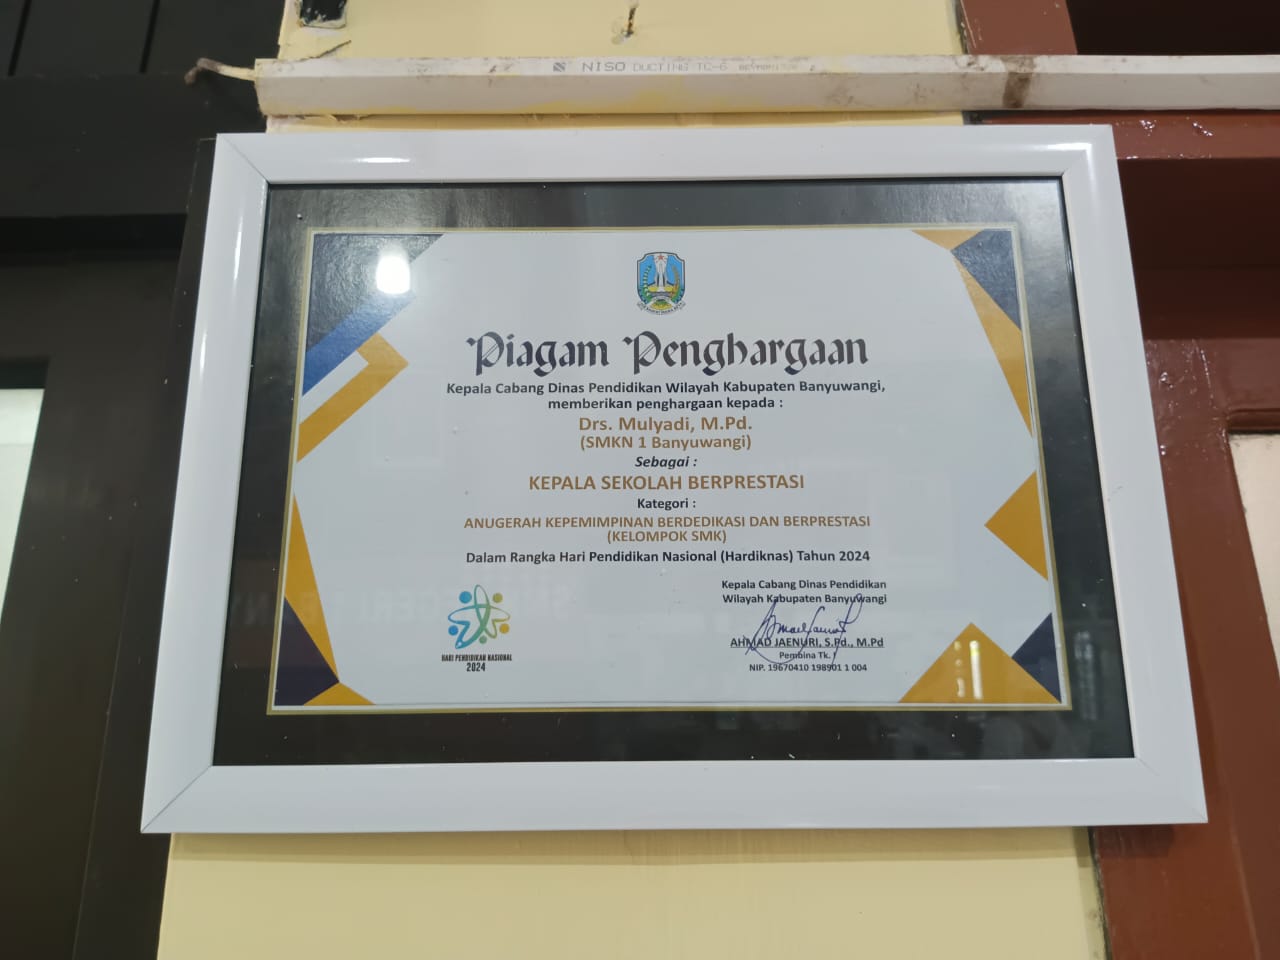 NISO DUCTING TC-6
Piagam Penghargaan
Kepala Cabang Dinas Pendidikan Wilayah Kabupaten Banyuwangi,
memberikan penghargaan kepada :
Drs. Mulyadi, M.Pd.
(SMKN 1 Banyuwangi)
Sebagai :
KEPALA SEKOLAH BERPRESTASI
Kategori :
ANUGERAH KEPEMIMPINAN BERDEDIKASI DAN BERPRESTASI
(KELOMPOK SMK)
Dalam Rangka Hari Pendidikan Nasional (Hardiknas) Tahun 2024
HARI PENDIDIKAN NASIONAL
2024
Kepala Cabang Dinas Pendidikan
Wilayah Kabupaten Banyuwangi
AHMAD JAENURI, S.Pd., M.Pd
Pembina Tk. I
NIP. 19670410 198901 1 004